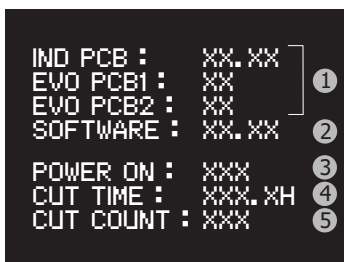 IND PCB : XX.XX
EVO PCB1 : XX 1
EVO PCB2 : XX
SOFTWARE : XX.XX 2
POWER ON : XXX 3
CUT TIME : XXX.XH 4
CUT COUNT : XXX 5